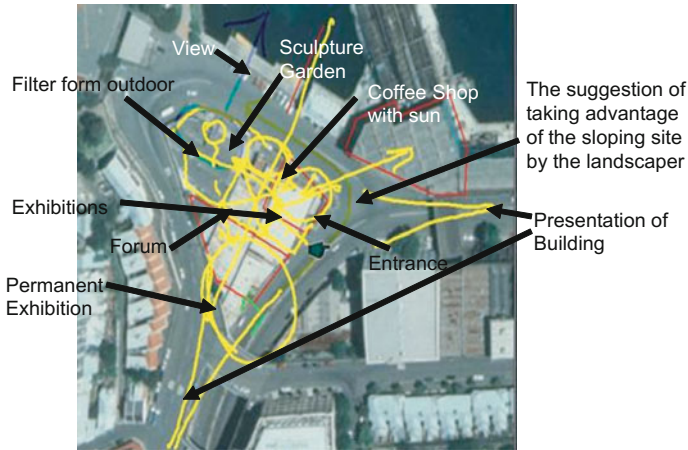 View
Sculpture
Garden
Filter form outdoor
Coffee Shop
with sun
The suggestion of
taking advantage
of the sloping site
by the landscaper
Exhibitions
Forum
Entrance
Presentation of
Building
Permanent
Exhibition